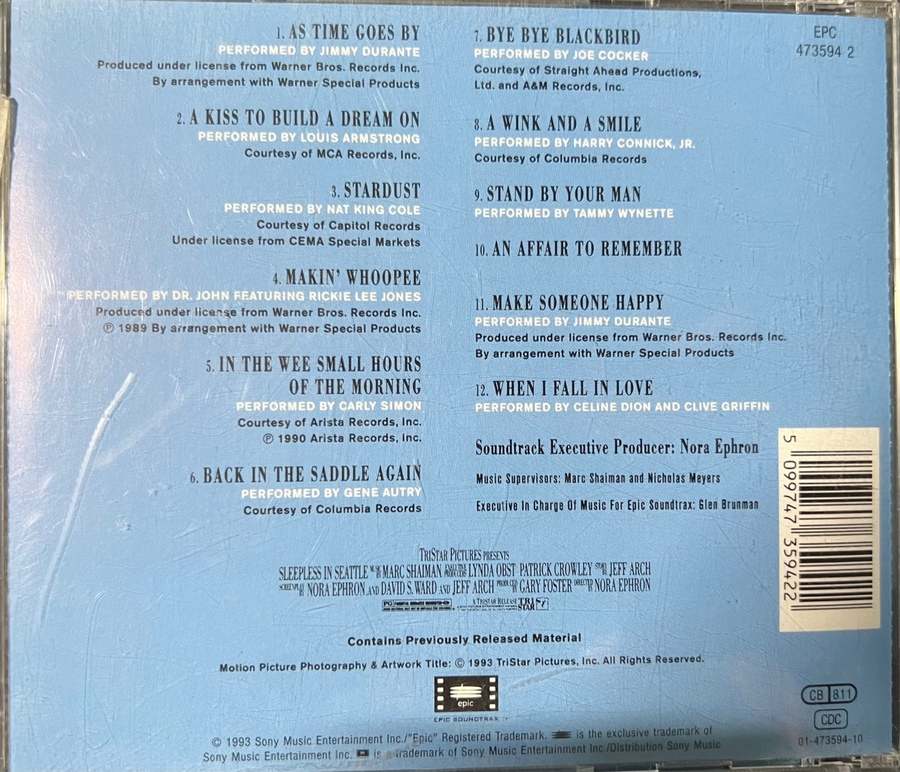 1. AS TIME GOES BY
PERFORMED BY JIMMY DURANTE
Produced under license from Warner Bros. Records Inc.
By arrangement with Warner Special Products
2. A KISS TO BUILD A DREAM ON
PERFORMED BY LOUIS ARMSTRONG
Courtesy of MCA Records, Inc.
3. STARDUST
PERFORMED BY NAT KING COLE
Courtesy of Capitol Records
Under license from CEMA Special Markets
4. MAKIN' WHOOPEE
PERFORMED BY DR. JOHN FEATURING RICKIE LEE JONES
Produced under license from Warner Bros. Records Inc.
℗ 1989 By arrangement with Warner Special Products
5. IN THE WEE SMALL HOURS
OF THE MORNING
PERFORMED BY CARLY SIMON
Courtesy of Arista Records, Inc.
℗ 1990 Arista Records, Inc.
6. BACK IN THE SADDLE AGAIN
PERFORMED BY GENE AUTRY
Courtesy of Columbia Records
7. BYE BYE BLACKBIRD
PERFORMED BY JOE COCKER
Courtesy of Straight Ahead Productions,
Ltd. and A&M Records, Inc.
8. A WINK AND A SMILE
PERFORMED BY HARRY CONNICK, JR.
Courtesy of Columbia Records
9. STAND BY YOUR MAN
PERFORMED BY TAMMY WYNETTE
10. AN AFFAIR TO REMEMBER
11. MAKE SOMEONE HAPPY
PERFORMED BY JIMMY DURANTE
Produced under license from Warner Bros. Records Inc.
By arrangement with Warner Special Products
12. WHEN I FALL IN LOVE
PERFORMED BY CELINE DION AND CLIVE GRIFFIN
Soundtrack Executive Producer: Nora Ephron
Music Supervisors: Marc Shaiman and Nicholas Meyers
Executive In Charge Of Music For Epic Soundtrax: Glen Brunman
EPC
473594 2
5 099747 359422
TRISTAR PICTURES PRESENTS
SLEEPLESS IN SEATTLE MARC SHAIMAN LYNDA OBST PATRICK CROWLEY JEFF ARCH
NORA EPHRON AND DAVID S. WARD AND JEFF ARCH GARY FOSTER NORA EPHRON
PG A TRISTAR RELEASE TRI STAR
Contains Previously Released Material
Motion Picture Photography & Artwork Title: © 1993 TriStar Pictures, Inc. All Rights Reserved.
epic
EPIC SOUNDTRAX
CB 811
CDC
01-473594-10
© 1993 Sony Music Entertainment Inc./"Epic" Registered Trademark. is the exclusive trademark of
Sony Music Entertainment Inc. is a trademark of Sony Music Entertainment Inc./Distribution Sony Music